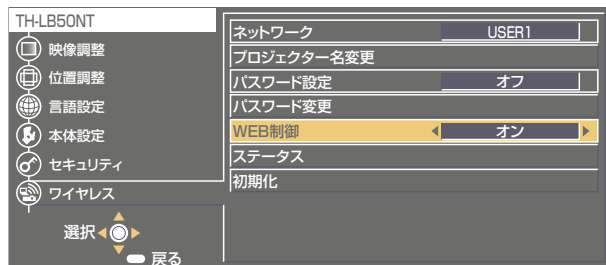 TH-LB50NT
映像調整
位置調整
言語設定
本体設定
セキュリティ
ワイヤレス
選択
戻る
ネットワーク USER1
プロジェクター名変更
パスワード設定 オフ
パスワード変更
WEB制御 オン
ステータス
初期化